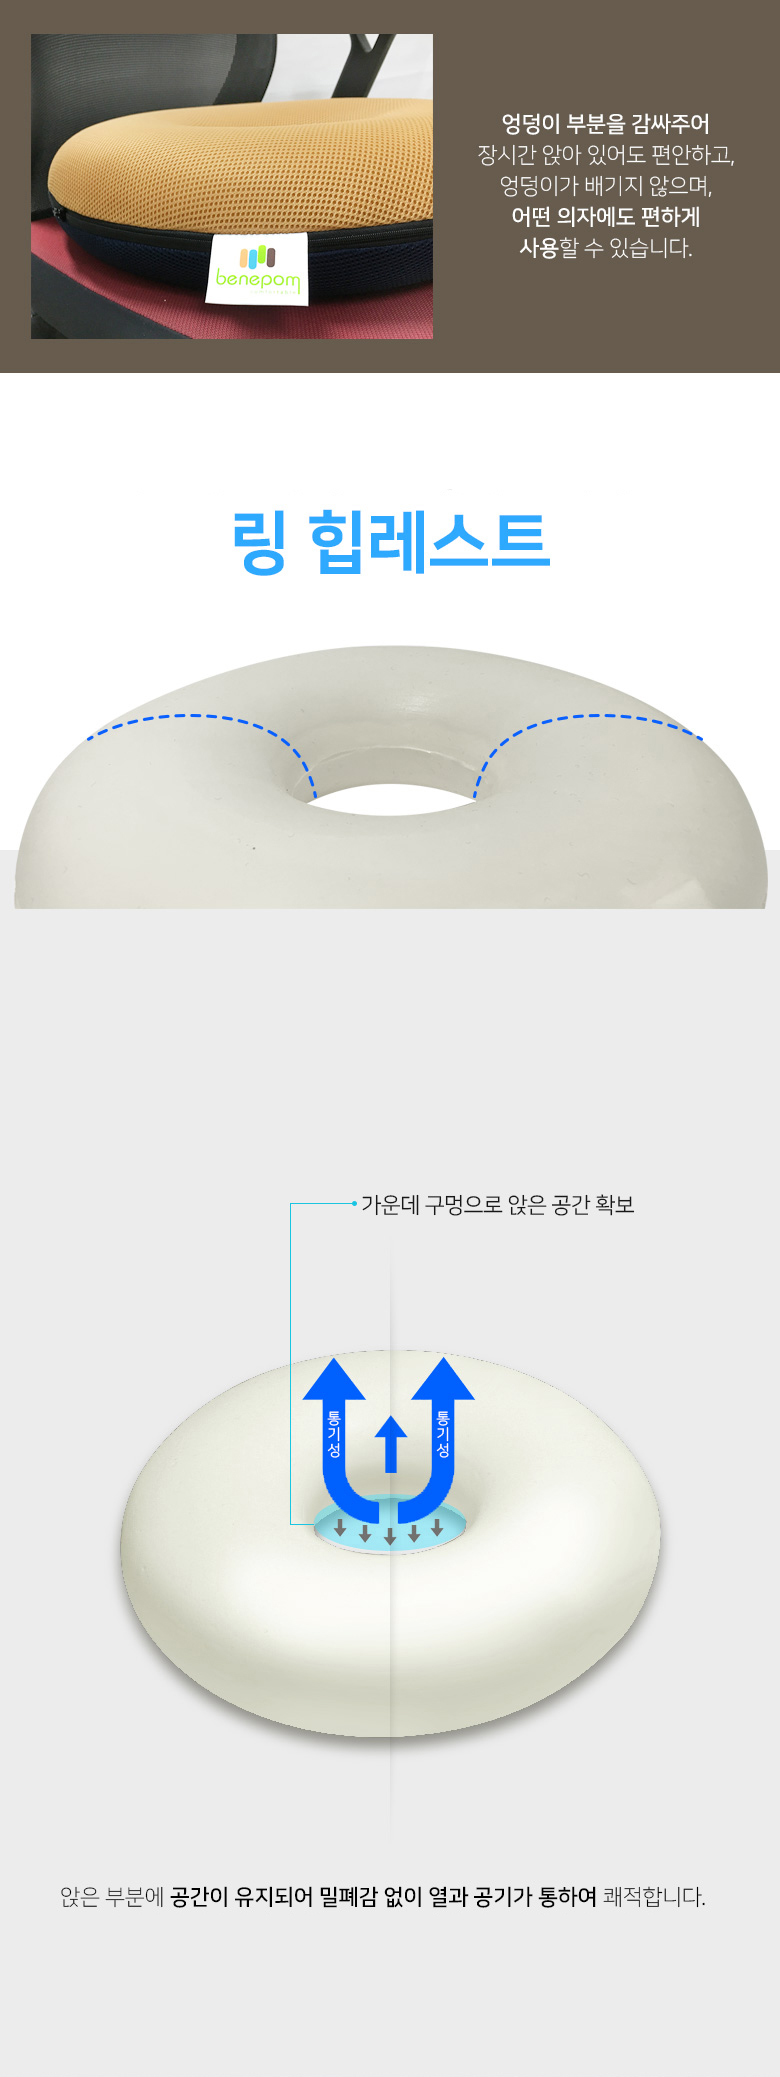 엉덩이 부분을 감싸주어
장시간 앉아 있어도 편안하고,
엉덩이가 배기지 않으며,
어떤 의자에도 편하게
사용할 수 있습니다.
benepom
링 힙레스트
가운데 구멍으로 앉은 공간 확보
통기성
통기성
앉은 부분에 공간이 유지되어 밀폐감 없이 열과 공기가 통하여 쾌적합니다.